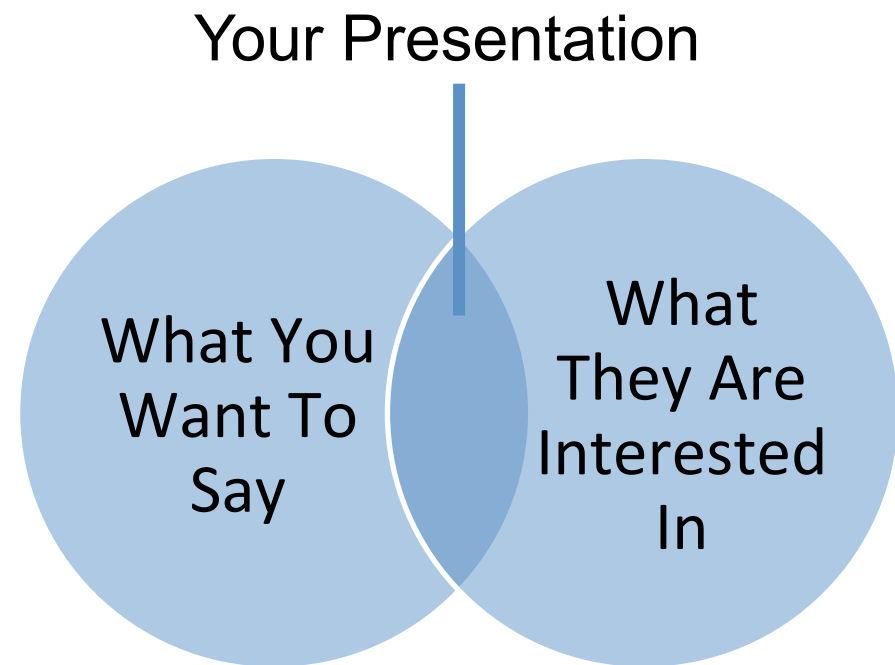 Your Presentation
What You
Want To
Say
What
They Are
Interested
In